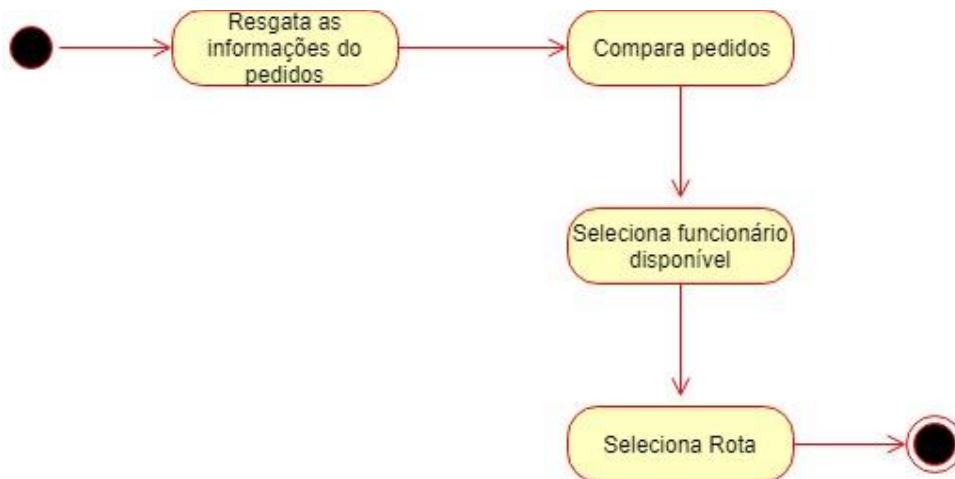 Resgata as
informações do
pedidos
Compara pedidos
Seleciona funcionário
disponível
Seleciona Rota